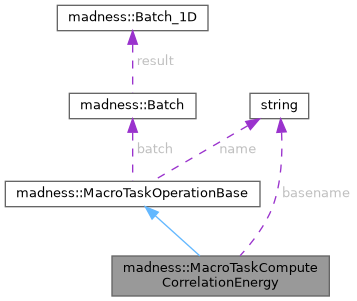 madness::Batch_1D
result
madness::Batch
string
batch
name
madness::MacroTaskOperationBase
basename
madness::MacroTaskCompute
CorrelationEnergy